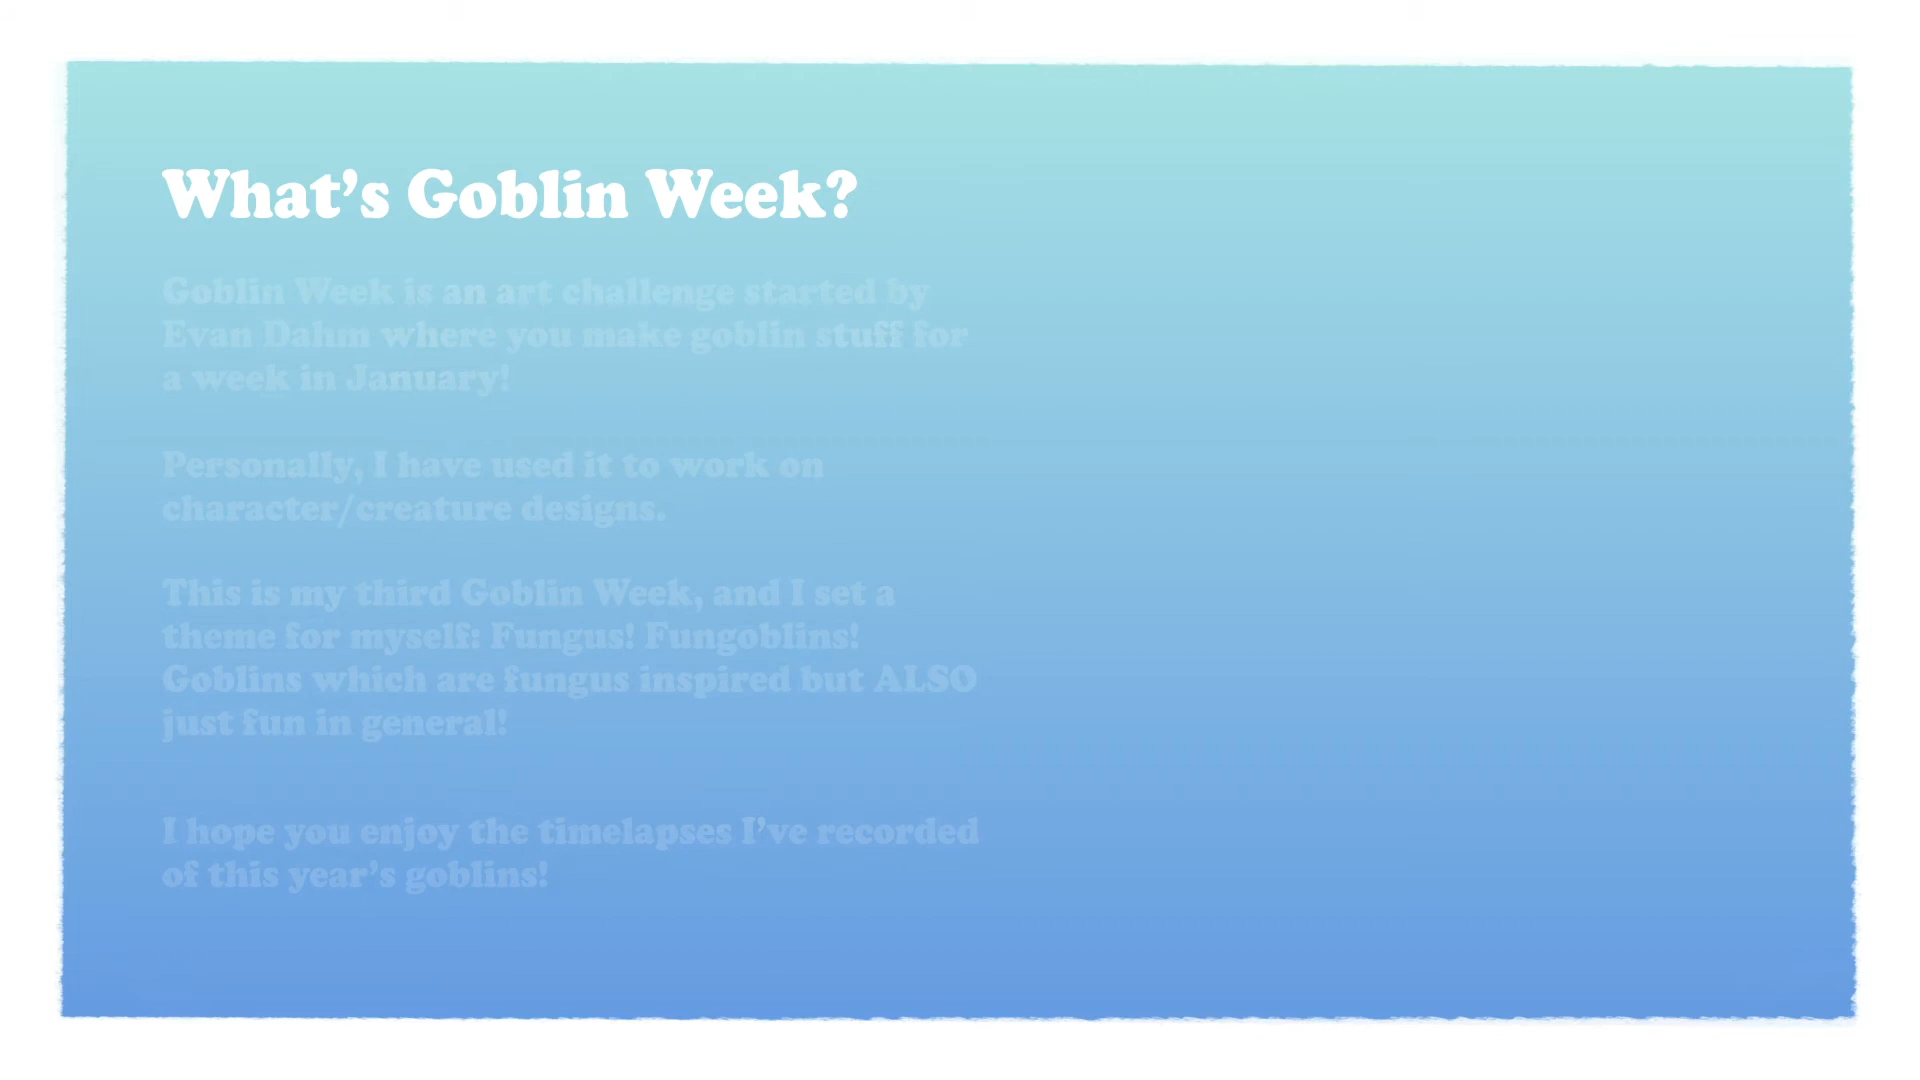 What’s Goblin Week?
Goblin Week is an art challenge started by
Evan Dahm where you make goblin stuff for
a week in January!
Personally, I have used it to work on
character/creature designs.
This is my third Goblin Week, and I set a
theme for myself: Fungus! Fungoblins!
Goblins which are fungus inspired but ALSO
just fun in general!
I hope you enjoy the timelapses I’ve recorded
of this year’s goblins!